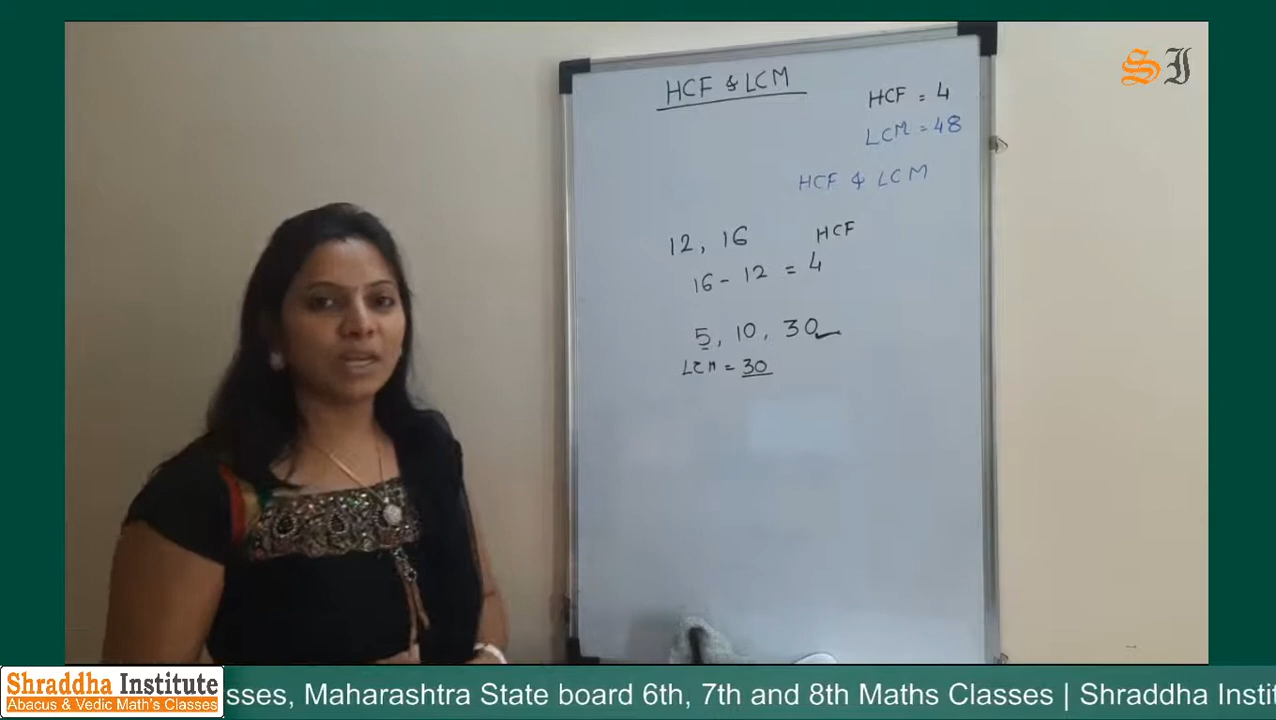 HCF & LCM
HCF = 4
LCM = 48
HCF & LCM
12, 16 HCF
16 - 12 = 4
5, 10, 30
LCM = 30
SI
Shraddha Institute
Abacus & Vedic Math's Classes
sses, Maharashtra State board 6th, 7th and 8th Maths Classes | Shraddha Insti